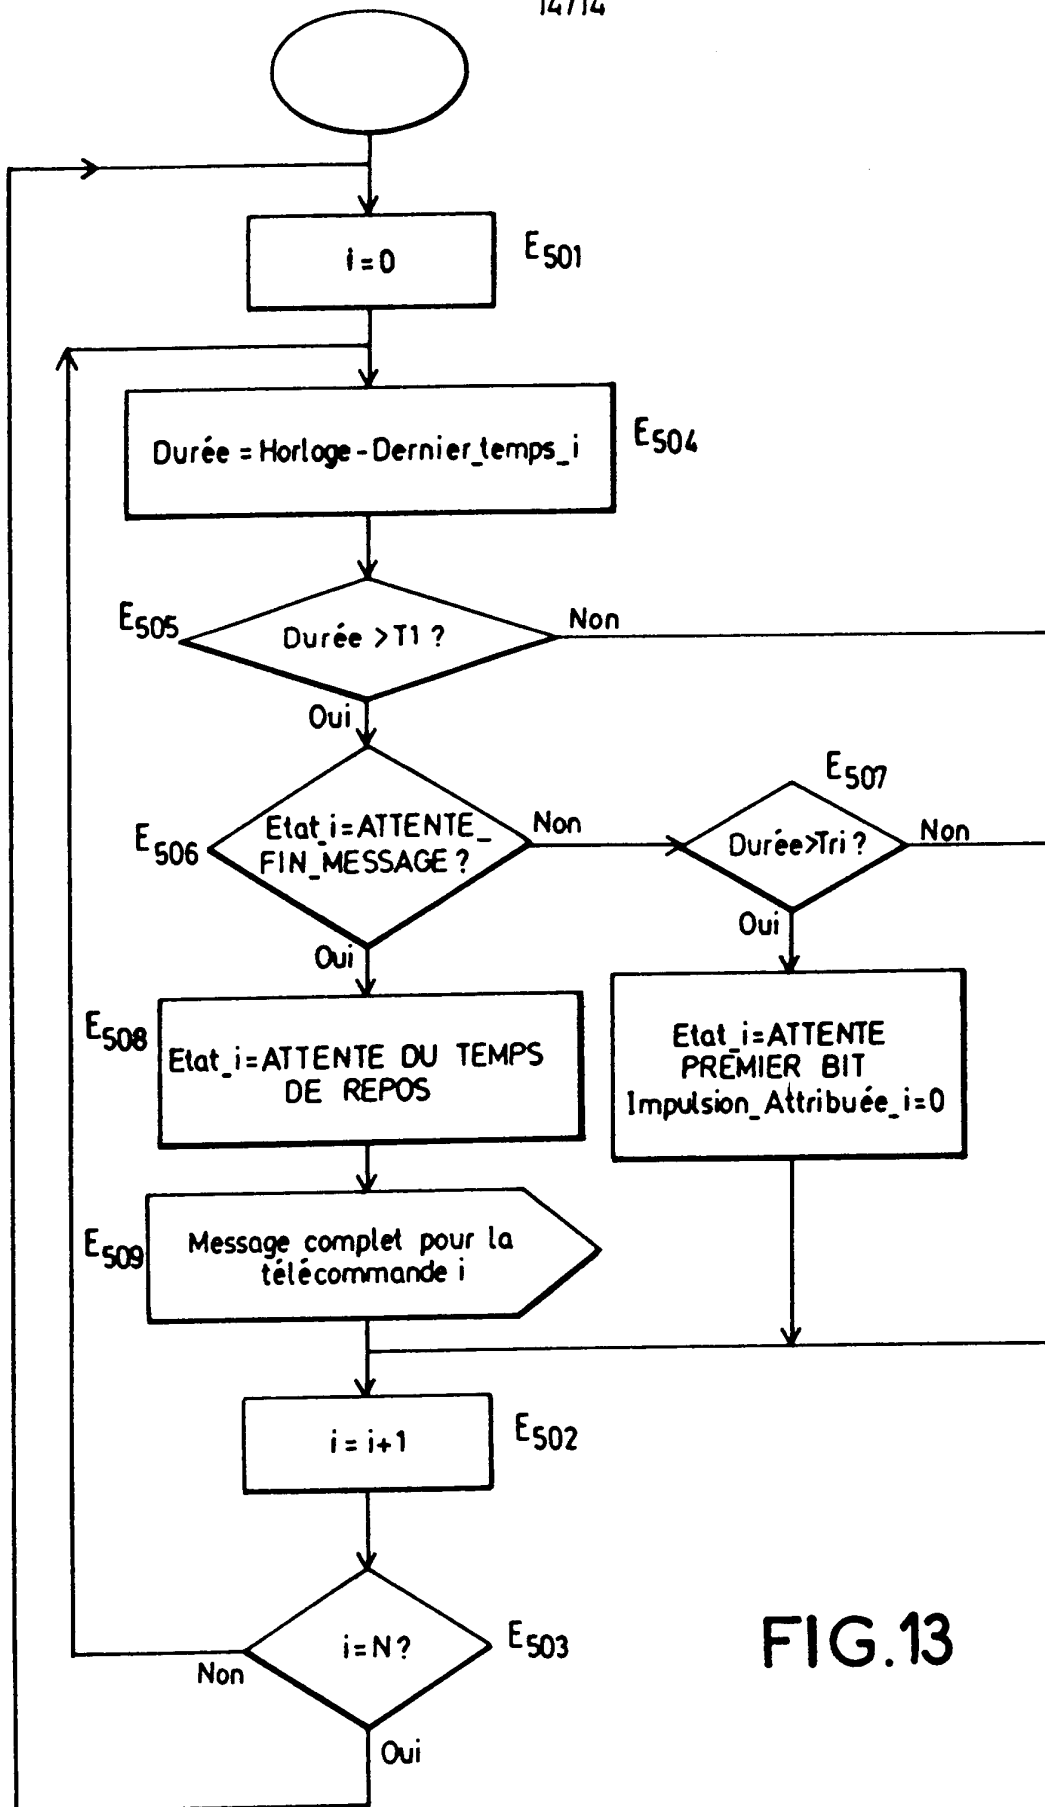 14/14
i=0
E501
Durée = Horloge-Dernier_temps_i
E504
E505
Durée >T1 ?
Non
Oui
E506
Etat_i=ATTENTE_
FIN_MESSAGE ?
Non
E507
Durée>Tri ?
Non
Oui
Oui
E508
Etat_i=ATTENTE DU TEMPS
DE REPOS
Etat_i=ATTENTE
PREMIER BIT
Impulsion_Attribuée_i=0
E509
Message complet pour la
télécommande i
i= i+1
E502
i=N?
E503
Non
Oui
FIG.13